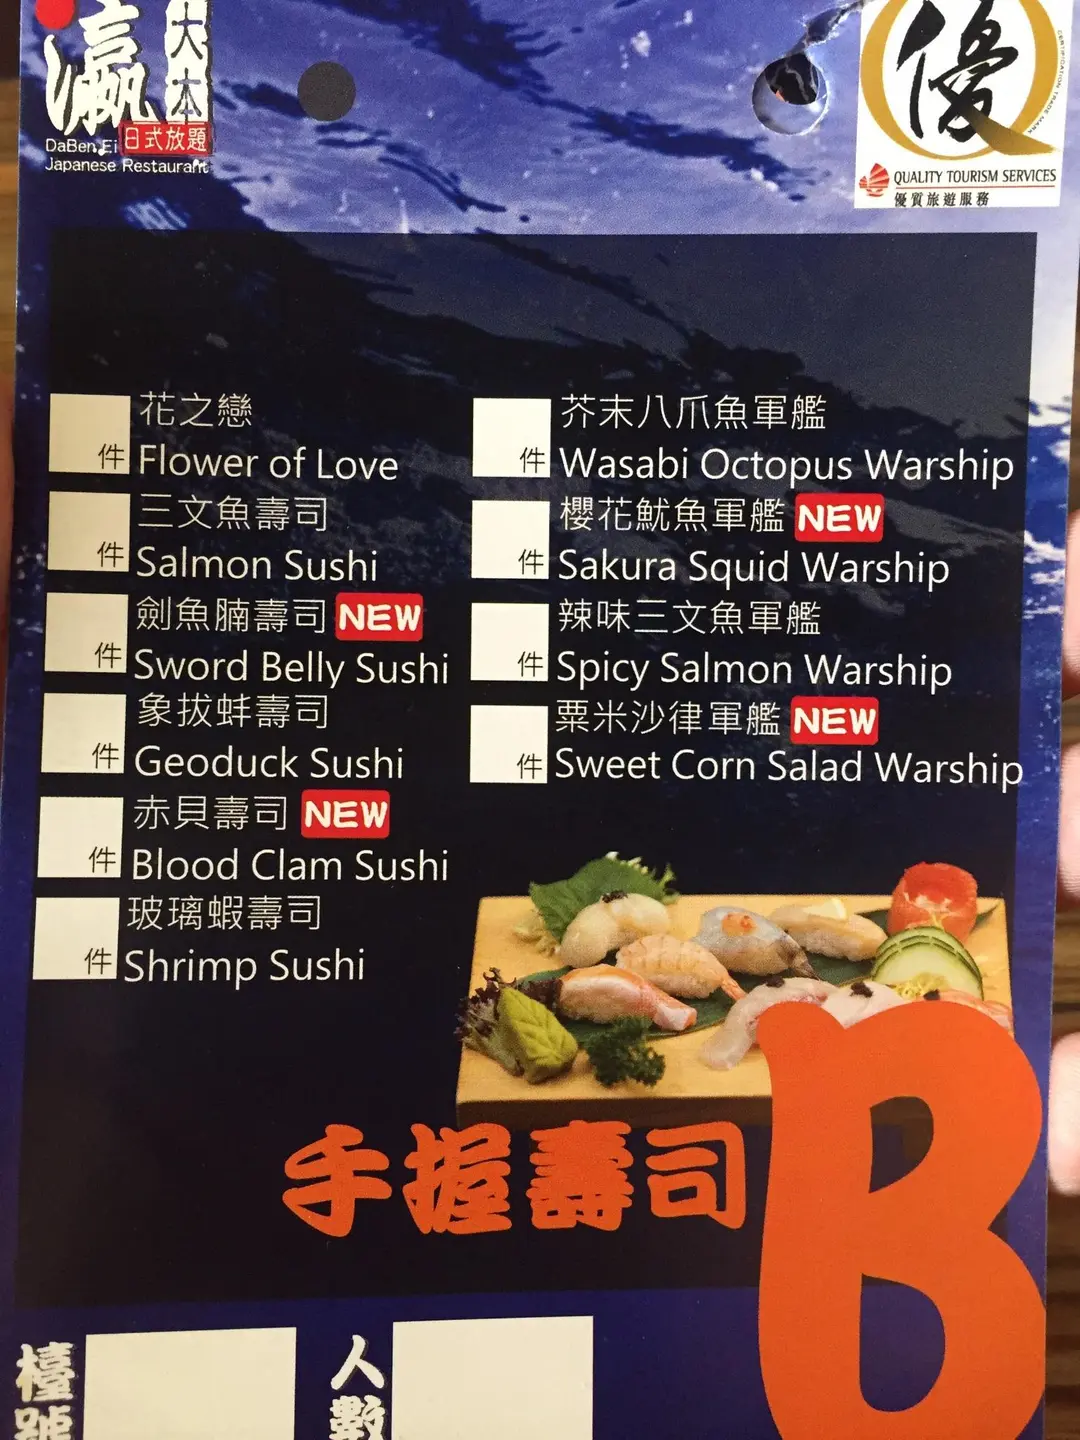 瀛
大大本
日式放題
DaBen Ei
Japanese Restaurant
優
CERTIFICATION TRADE MARK
QUALITY TOURISM SERVICES
優質旅遊服務
花之戀
件 Flower of Love
三文魚壽司
件 Salmon Sushi
劍魚腩壽司 NEW
件 Sword Belly Sushi
象拔蚌壽司
件 Geoduck Sushi
赤貝壽司 NEW
件 Blood Clam Sushi
玻璃蝦壽司
件 Shrimp Sushi
芥末八爪魚軍艦
件 Wasabi Octopus Warship
櫻花魷魚軍艦 NEW
件 Sakura Squid Warship
辣味三文魚軍艦
件 Spicy Salmon Warship
粟米沙律軍艦 NEW
件 Sweet Corn Salad Warship
手握壽司
B
檯號
人數